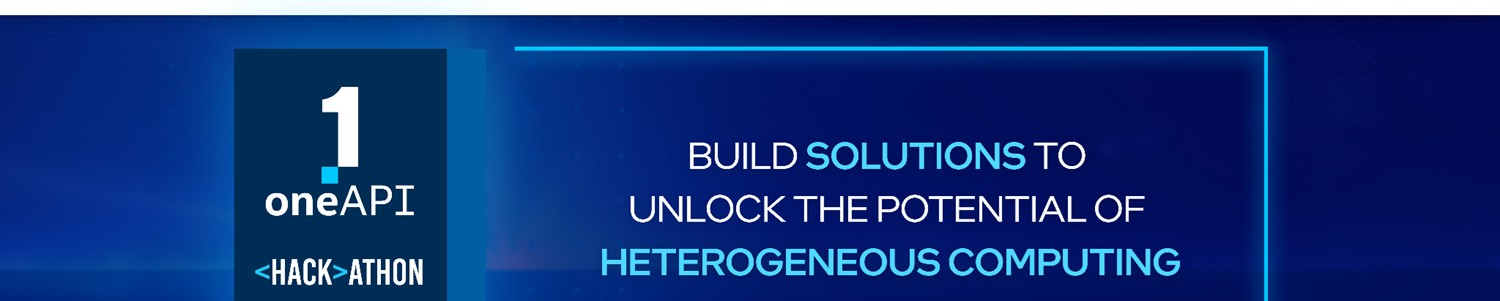 1
oneAPI
<HACK>ATHON
BUILD SOLUTIONS TO
UNLOCK THE POTENTIAL OF
HETEROGENEOUS COMPUTING